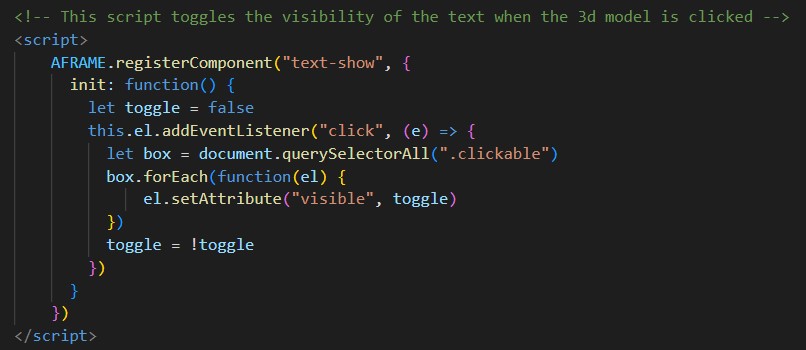 <!-- This script toggles the visibility of the text when the 3d model is clicked -->
<script>
    AFRAME.registerComponent("text-show", {
      init: function() {
        let toggle = false
        this.el.addEventListener("click", (e) => {
          let box = document.querySelectorAll(".clickable")
          box.forEach(function(el) {
              el.setAttribute("visible", toggle)
          })
          toggle = !toggle
        })
      }
    })
</script>